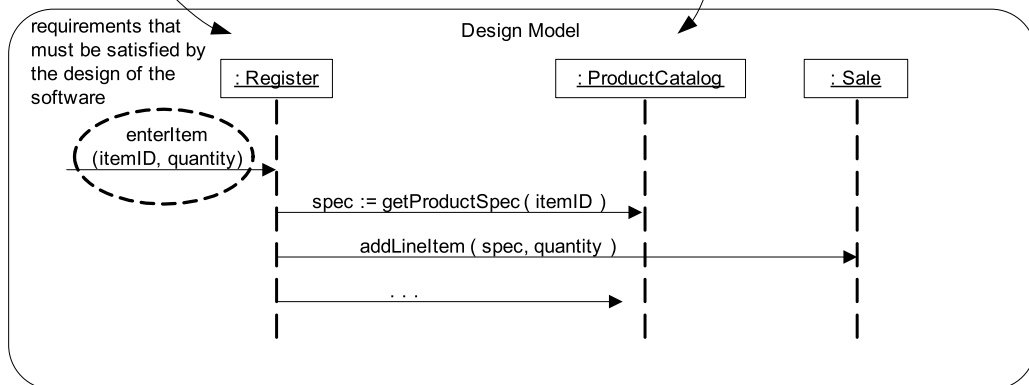 requirements that
must be satisfied by
the design of the
software
Design Model
: Register
: ProductCatalog
: Sale
enterItem
(itemID, quantity)
spec := getProductSpec( itemID )
addLineItem ( spec, quantity )
. . .